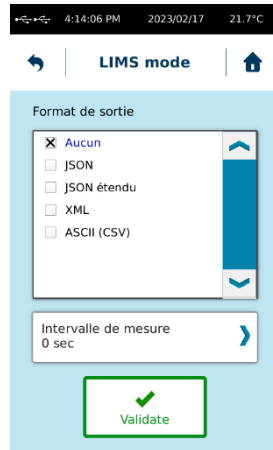 4:14:06 PM 2023/02/17 21.7°C
LIMS mode
Format de sortie
Aucun
JSON
JSON étendu
XML
ASCII (CSV)
Intervalle de mesure
0 sec
Validate